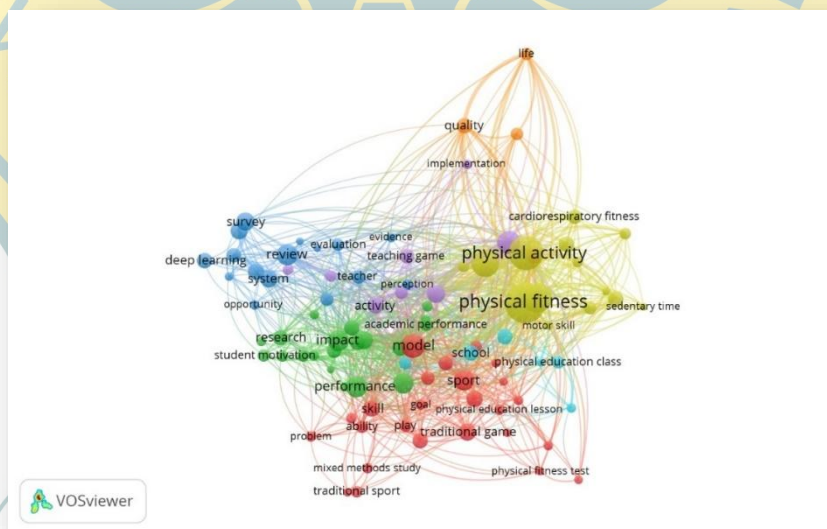 life
quality
implementation
cardiorespiratory fitness
survey
evidence
evaluation
review
teaching game
physical activity
deep learning
system
teacher
perception
opportunity
activity
physical fitness
sedentary time
academic performance
motor skill
research
impact
model
student motivation
school
physical education class
performance
sport
skill
goal
physical education lesson
ability
play
traditional game
problem
mixed methods study
physical fitness test
traditional sport
VOSviewer